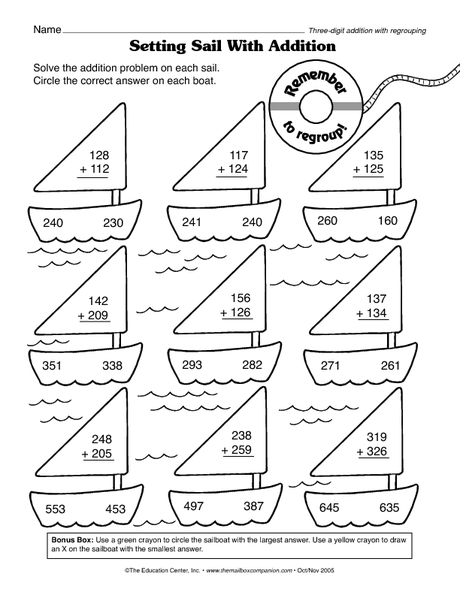 Name
Three-digit addition with regrouping
Setting Sail With Addition
Solve the addition problem on each sail.
Circle the correct answer on each boat.
Remember
to regroup!
128
+ 112
240 230
117
+ 124
241 240
135
+ 125
260 160
142
+ 209
351 338
156
+ 126
293 282
137
+ 134
271 261
248
+ 205
553 453
238
+ 259
497 387
319
+ 326
645 635
Bonus Box: Use a green crayon to circle the sailboat with the largest answer. Use a yellow crayon to draw
an X on the sailboat with the smallest answer.
©The Education Center, Inc. • www.themailboxcompanion.com • Oct/Nov 2005